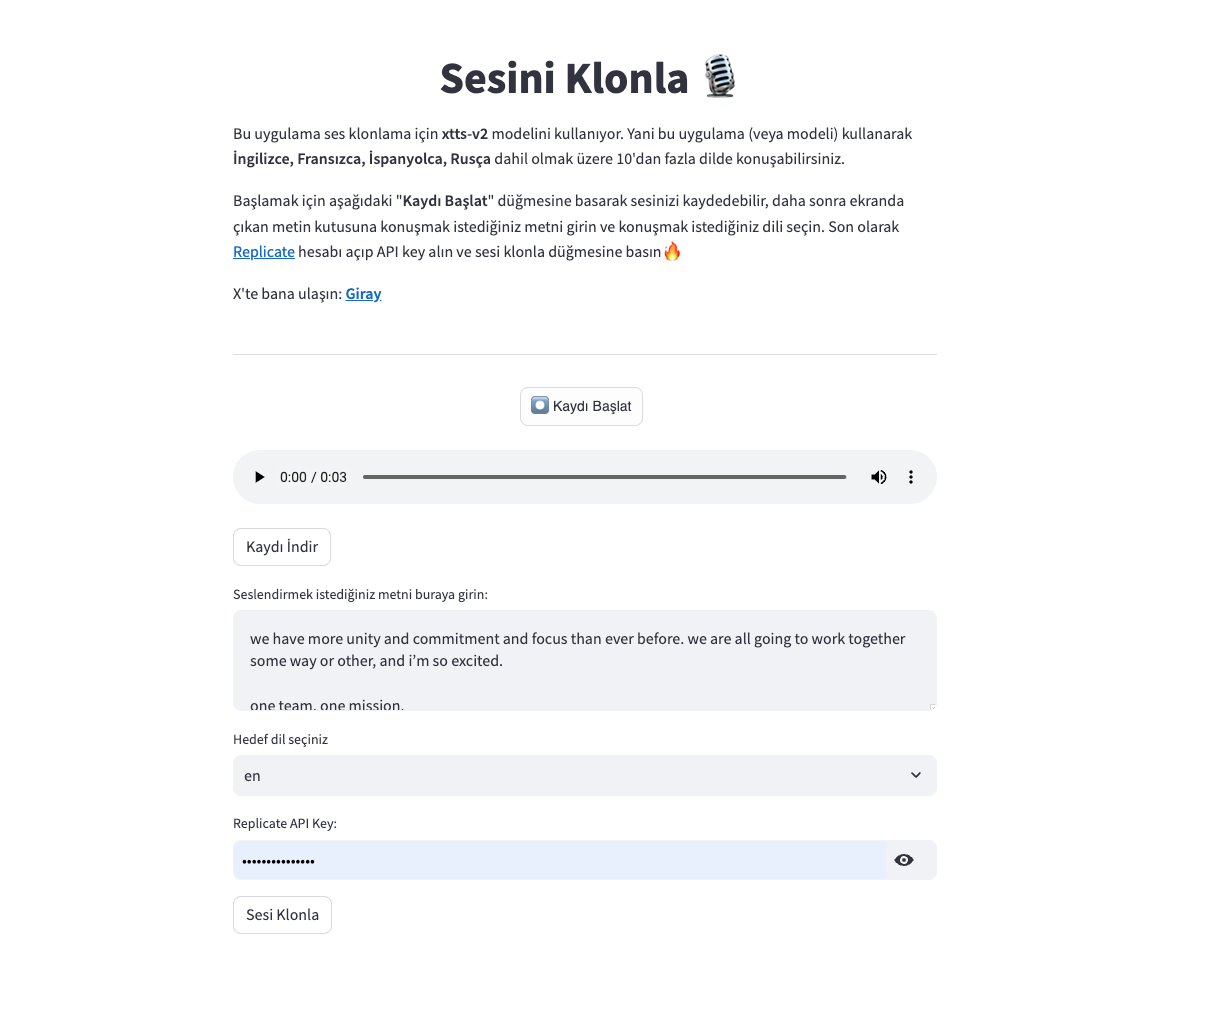 Sesini Klonla
Bu uygulama ses klonlama için xtts-v2 modelini kullanıyor. Yani bu uygulama (veya modeli) kullanarak
İngilizce, Fransızca, İspanyolca, Rusça dahil olmak üzere 10'dan fazla dilde konuşabilirsiniz.
Başlamak için aşağıdaki "Kaydı Başlat" düğmesine basarak sesinizi kaydedebilir, daha sonra ekranda
çıkan metin kutusuna konuşmak istediğiniz metni girin ve konuşmak istediğiniz dili seçin. Son olarak
Replicate hesabı açıp API key alın ve sesi klonla düğmesine basın🔥
X'te bana ulaşın: Giray
Kaydı Başlat
0:00 / 0:03
Kaydı İndir
Seslendirmek istediğiniz metni buraya girin:
we have more unity and commitment and focus than ever before. we are all going to work together
some way or other, and i’m so excited.
one team, one mission.
Hedef dil seçiniz
en
Replicate API Key:
•••••••••••••••
Sesi Klonla